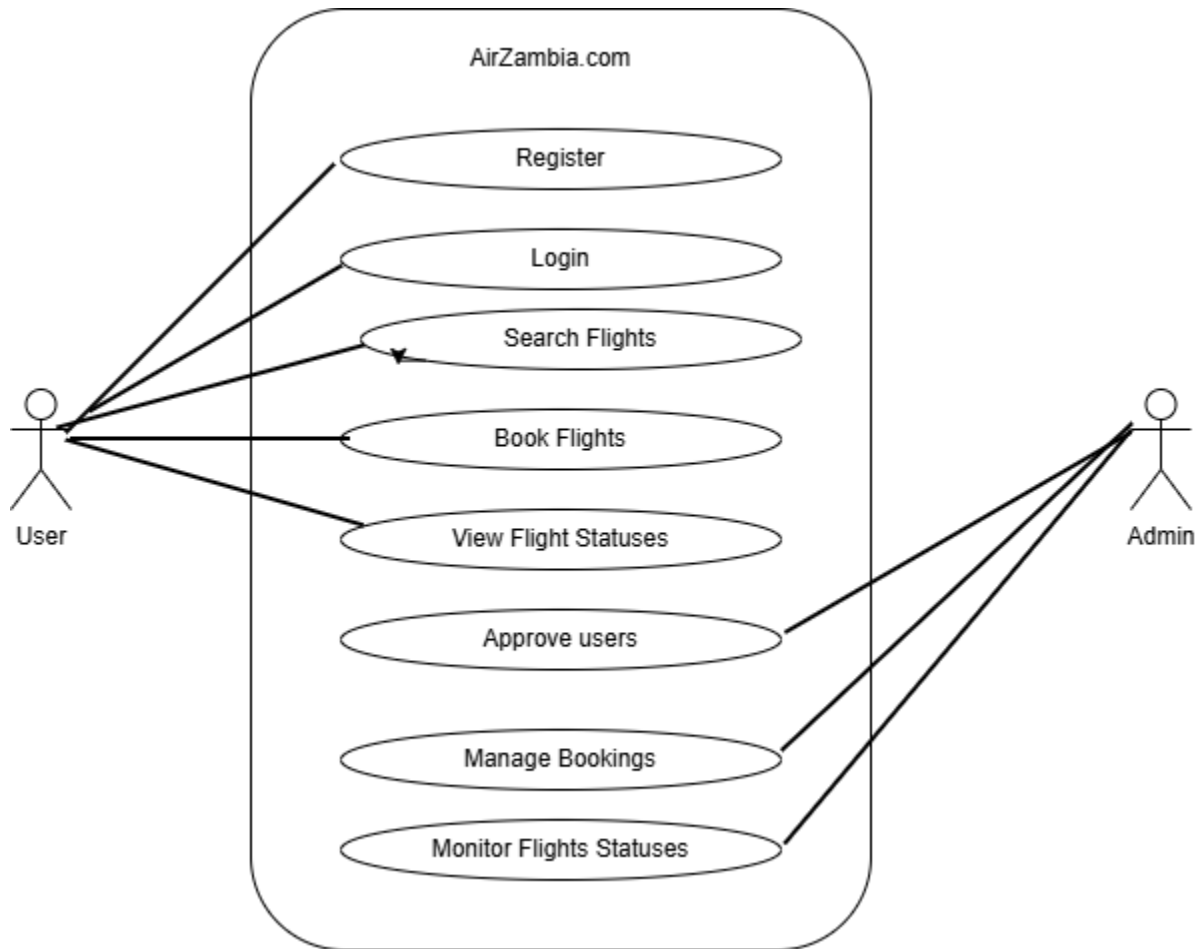 AirZambia.com
Register
Login
Search Flights
Book Flights
View Flight Statuses
User
Admin
Approve users
Manage Bookings
Monitor Flights Statuses